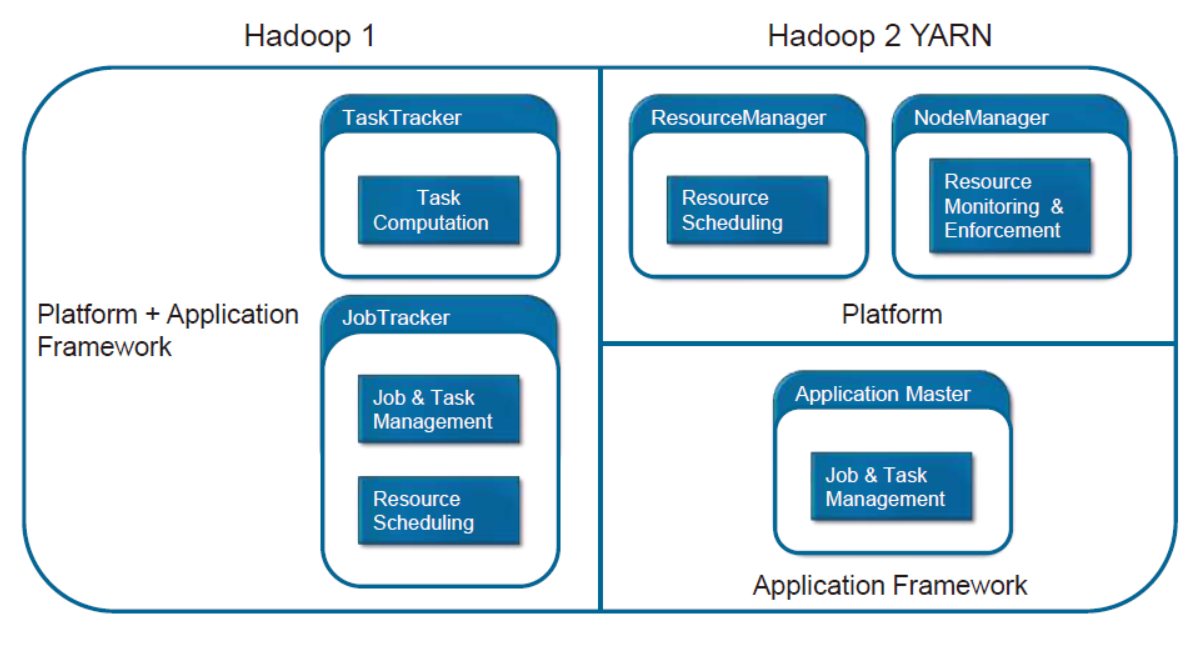 Hadoop 1
Hadoop 2 YARN
TaskTracker
Task
Computation
Platform + Application
Framework
JobTracker
Job & Task
Management
Resource
Scheduling
ResourceManager
Resource
Scheduling
NodeManager
Resource
Monitoring &
Enforcement
Platform
Application Master
Job & Task
Management
Application Framework